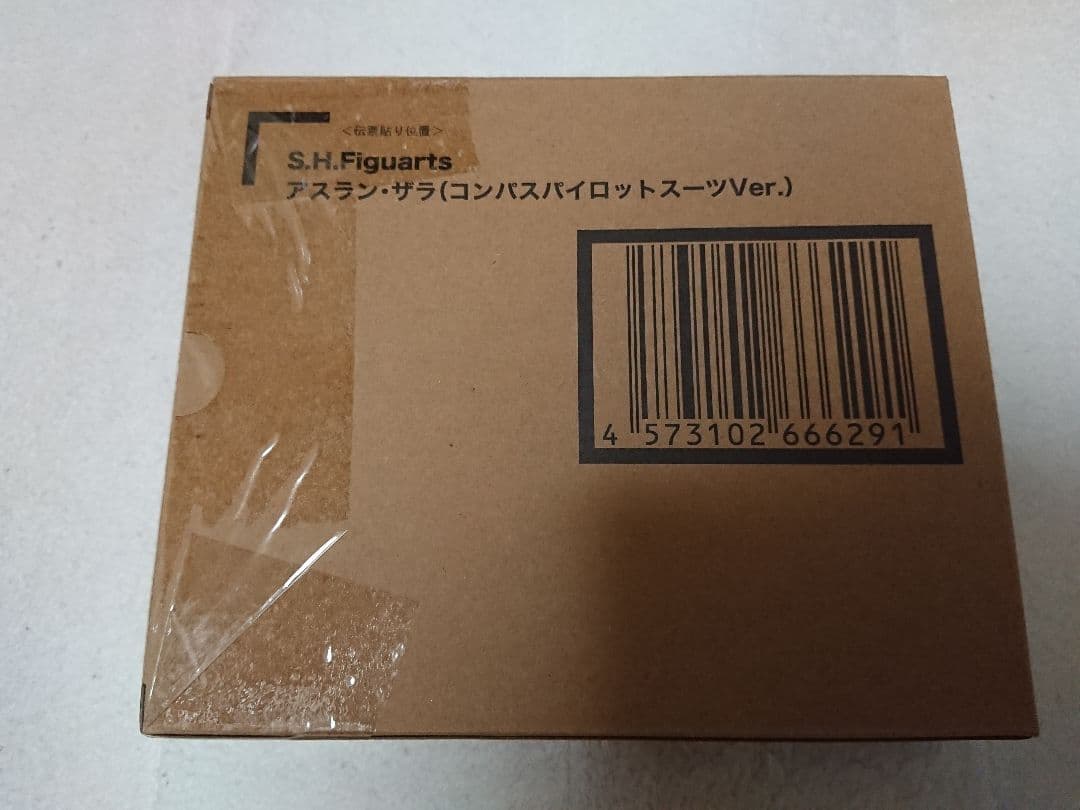 <伝票貼り位置>
S.H.Figuarts
アスラン・ザラ(コンパスパイロットスーツVer.)
4 573102 666291